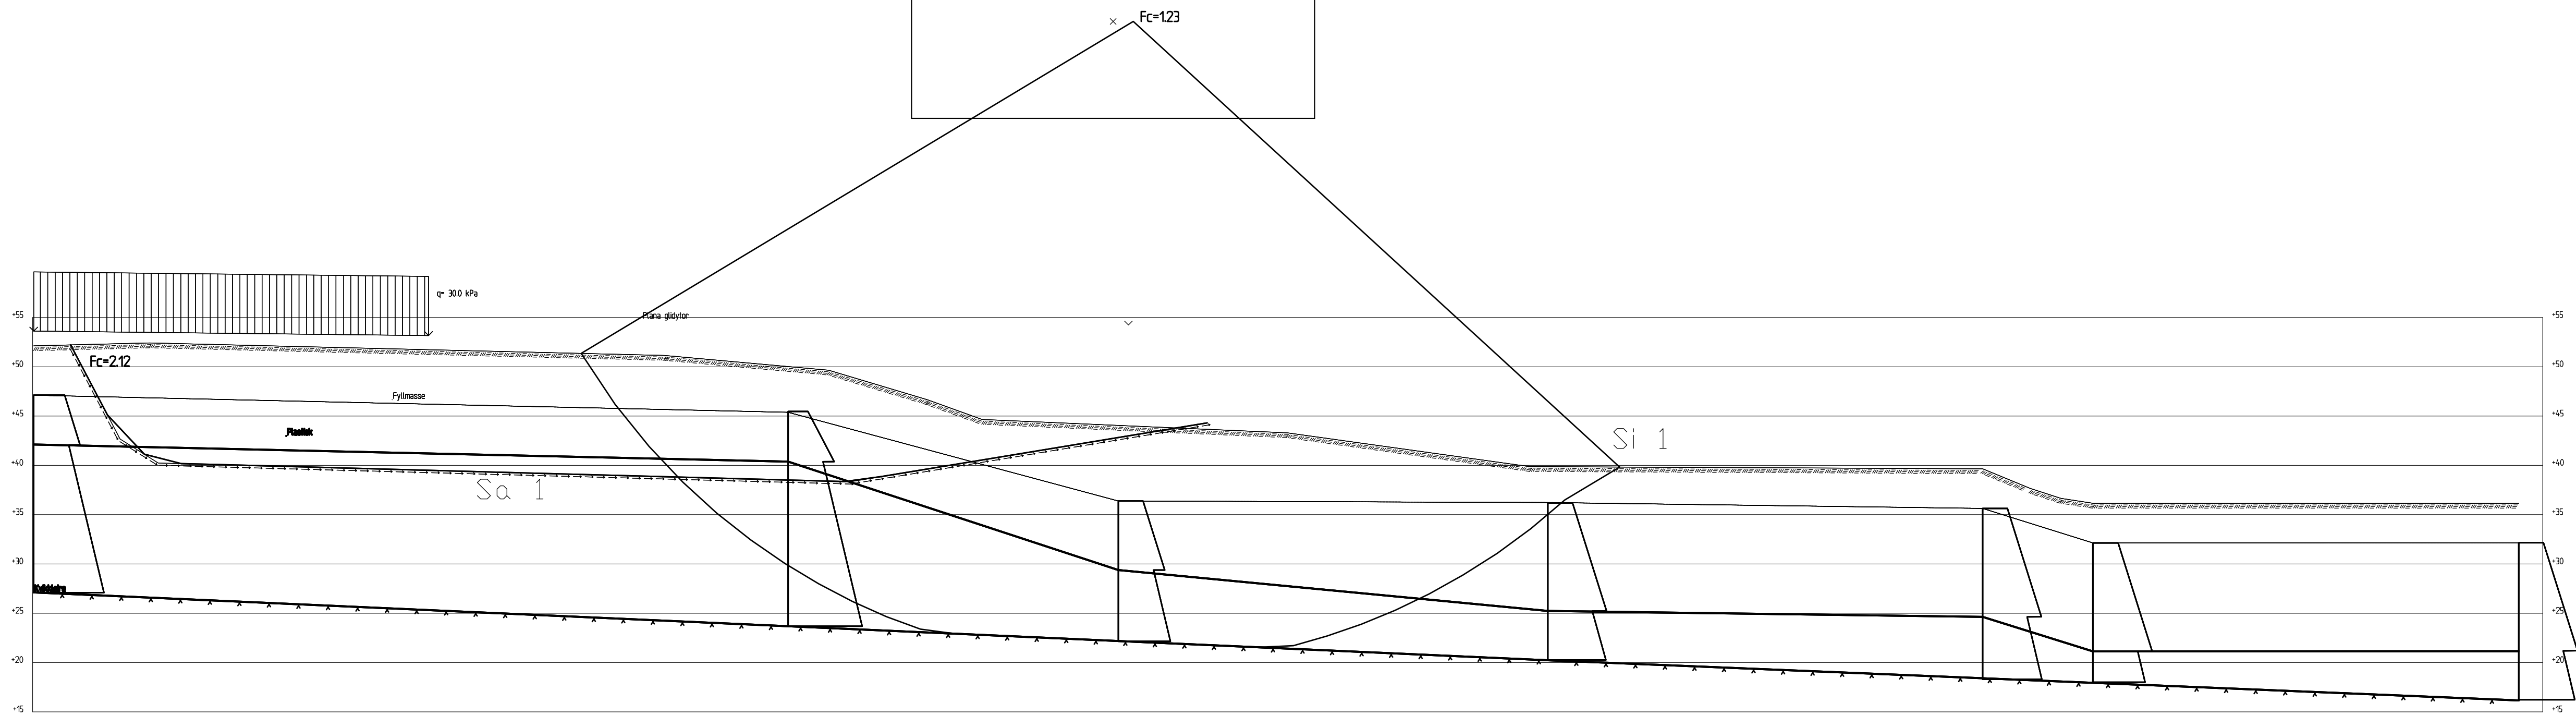 Fc=1.23
q= 30.0 kPa
Plana glidytor
+55 +55
Fc=2.12
+50 +50
Fyllmasse
+45 +45
Si 1
+40 +40
Sa 1
+35 +35
+30 +30
+25 +25
+20 +20
+15 +15